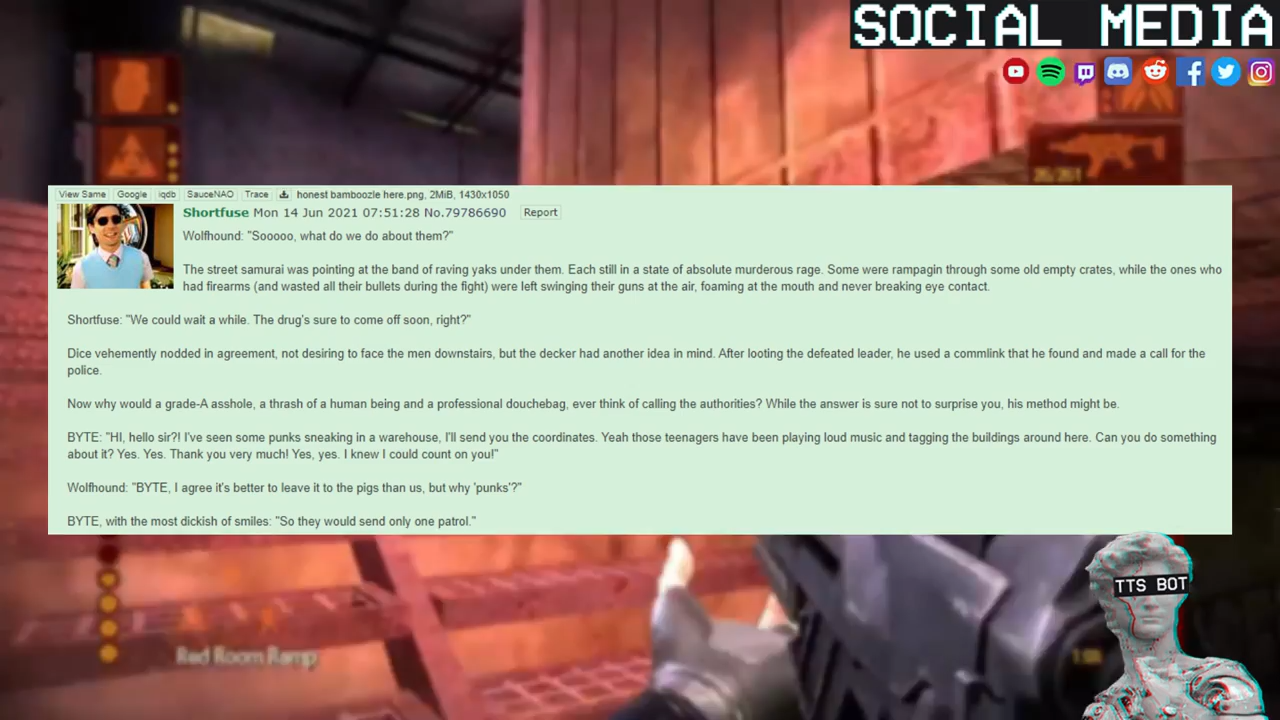 SOCIAL MEDIA
View Same Google iqdb SauceNAO Trace honest bamboozle here.png, 2MiB, 1430x1050
Shortfuse Mon 14 Jun 2021 07:51:28 No.79786690 Report
Wolfhound: "Sooooo, what do we do about them?"
The street samurai was pointing at the band of raving yaks under them. Each still in a state of absolute murderous rage. Some were rampagin through some old empty crates, while the ones who
had firearms (and wasted all their bullets during the fight) were left swinging their guns at the air, foaming at the mouth and never breaking eye contact.
Shortfuse: "We could wait a while. The drug's sure to come off soon, right?"
Dice vehemently nodded in agreement, not desiring to face the men downstairs, but the decker had another idea in mind. After looting the defeated leader, he used a commlink that he found and made a call for the
police.
Now why would a grade-A asshole, a thrash of a human being and a professional douchebag, ever think of calling the authorities? While the answer is sure not to surprise you, his method might be.
BYTE: "HI, hello sir?! I've seen some punks sneaking in a warehouse, I'll send you the coordinates. Yeah those teenagers have been playing loud music and tagging the buildings around here. Can you do something
about it? Yes. Yes. Thank you very much! Yes, yes. I knew I could count on you!"
Wolfhound: "BYTE, I agree it's better to leave it to the pigs than us, but why 'punks'?"
BYTE, with the most dickish of smiles: "So they would send only one patrol."
TTS BOT
Red Room Ramp